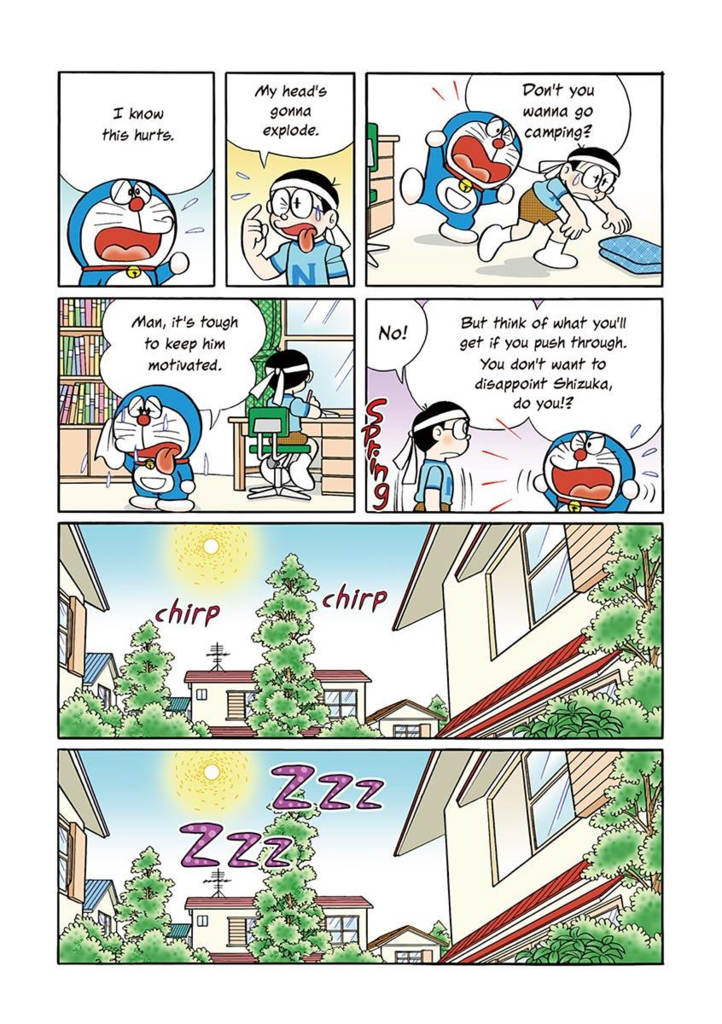 Don't you
wanna go
camping?
My head's
gonna
explode.
I know
this hurts.
N
But think of what you'll
get if you push through.
You don't want to
disappoint Shizuka,
do you!?
No!
Spring
Man, it's tough
to keep him
motivated.
chirp
chirp
Zzz
Zzz